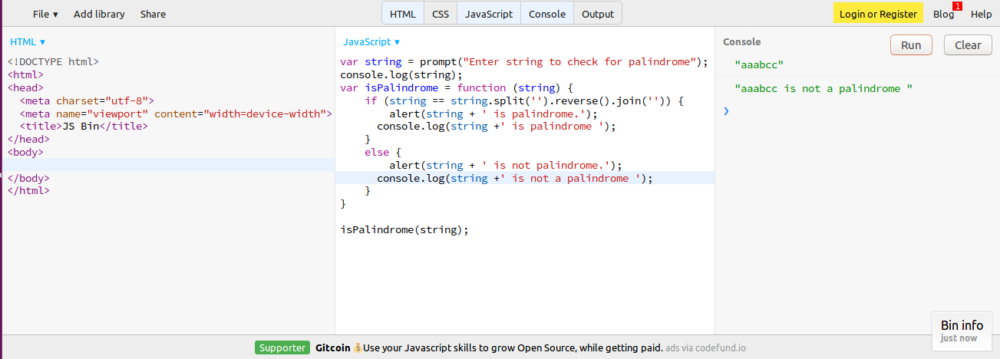 File ▾ Add library Share HTML CSS JavaScript Console Output Login or Register Blog 1 Help
HTML ▾
<!DOCTYPE html>
<html>
<head>
  <meta charset="utf-8">
  <meta name="viewport" content="width=device-width">
  <title>JS Bin</title>
</head>
<body>

</body>
</html>
JavaScript ▾
var string = prompt("Enter string to check for palindrome");
console.log(string);
var isPalindrome = function (string) {
    if (string == string.split('').reverse().join('')) {
        alert(string + ' is palindrome.');
      console.log(string +' is palindrome ');
    }
    else {
        alert(string + ' is not palindrome.');
      console.log(string +' is not a palindrome ');
    }
}

isPalindrome(string);
Console Run Clear
"aaabcc"
"aaabcc is not a palindrome "
❯
Bin info
just now
Supporter Gitcoin 💰Use your Javascript skills to grow Open Source, while getting paid. ads via codefund.io